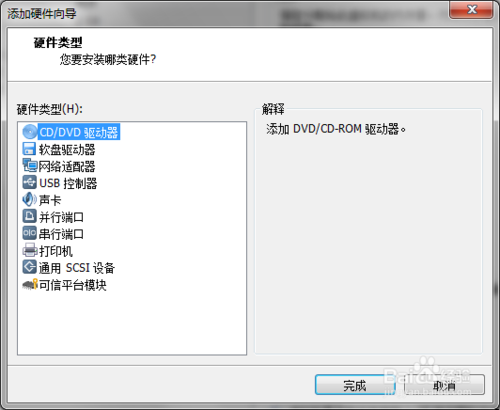 添加硬件向导
硬件类型
您要安装哪类硬件?
硬件类型(H):
CD/DVD 驱动器
软盘驱动器
网络适配器
USB 控制器
声卡
并行端口
串行端口
打印机
通用 SCSI 设备
可信平台模块
解释
添加 DVD/CD-ROM 驱动器。
完成
取消
Baidu 经验